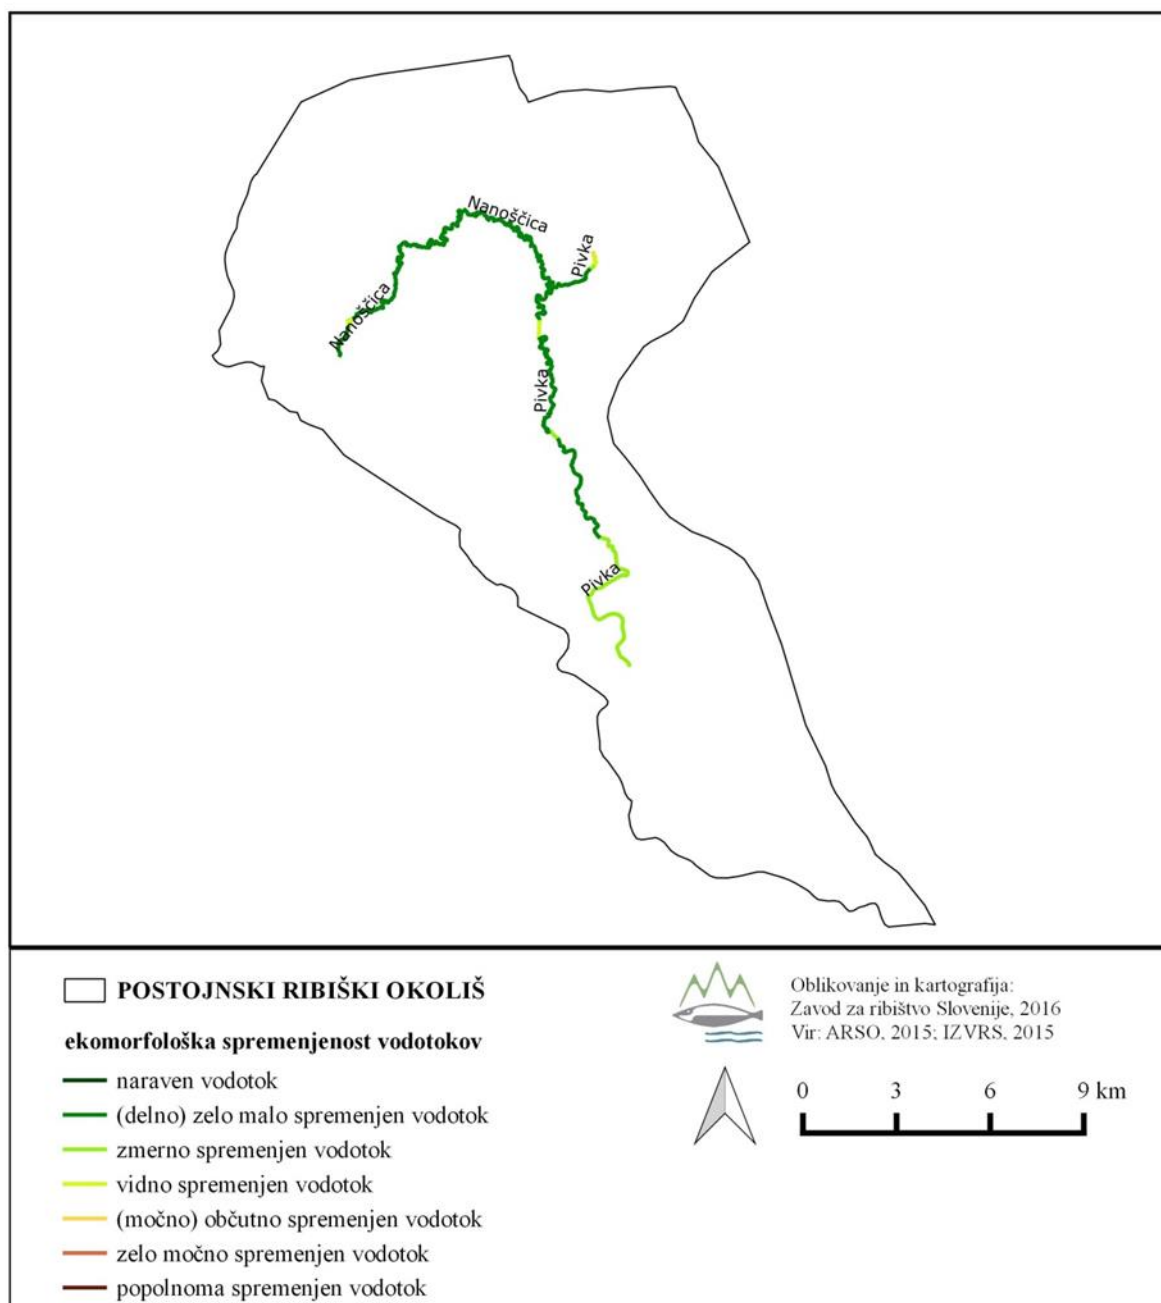 Nanoščica
Pivka
Nanoščica
Pivka
Pivka
POSTOJNSKI RIBIŠKI OKOLIŠ
ekomorfološka spremenjenost vodotokov
naraven vodotok
(delno) zelo malo spremenjen vodotok
zmerno spremenjen vodotok
vidno spremenjen vodotok
(močno) občutno spremenjen vodotok
zelo močno spremenjen vodotok
popolnoma spremenjen vodotok
Oblikovanje in kartografija:
Zavod za ribištvo Slovenije, 2016
Vir: ARSO, 2015; IZVRS, 2015
0 3 6 9 km